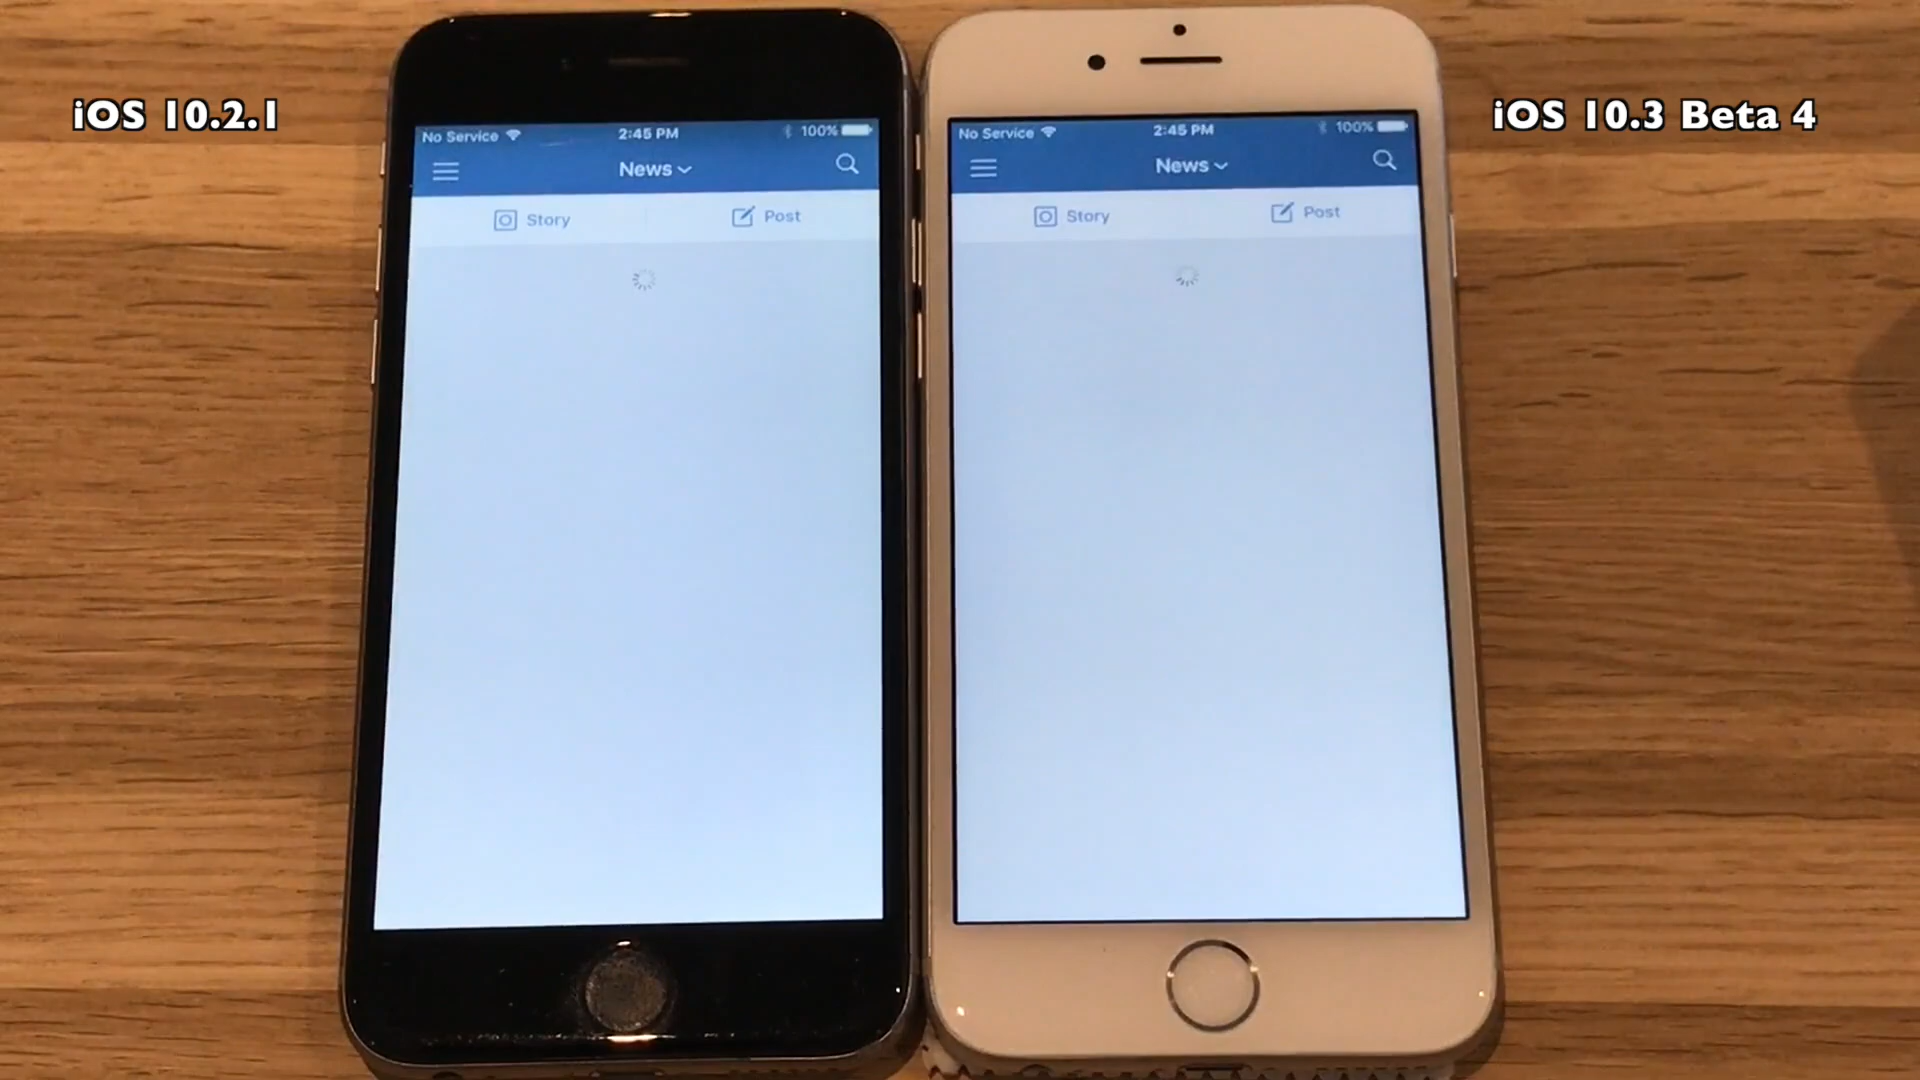 iOS 10.2.1
iOS 10.3 Beta 4
No Service 2:45 PM 100%
News
Story Post
No Service 2:45 PM 100%
News
Story Post